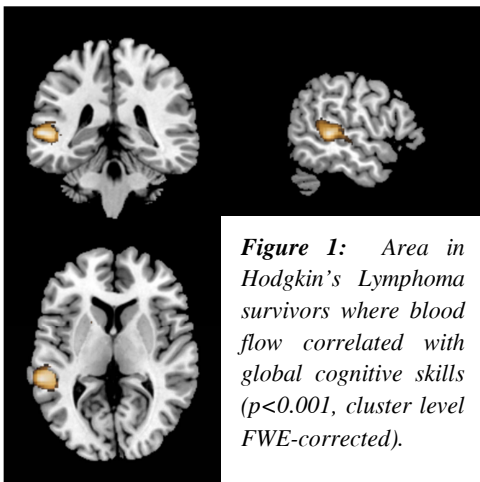 Figure 1: Area in
Hodgkin's Lymphoma
survivors where blood
flow correlated with
global cognitive skills
(p<0.001, cluster level
FWE-corrected).